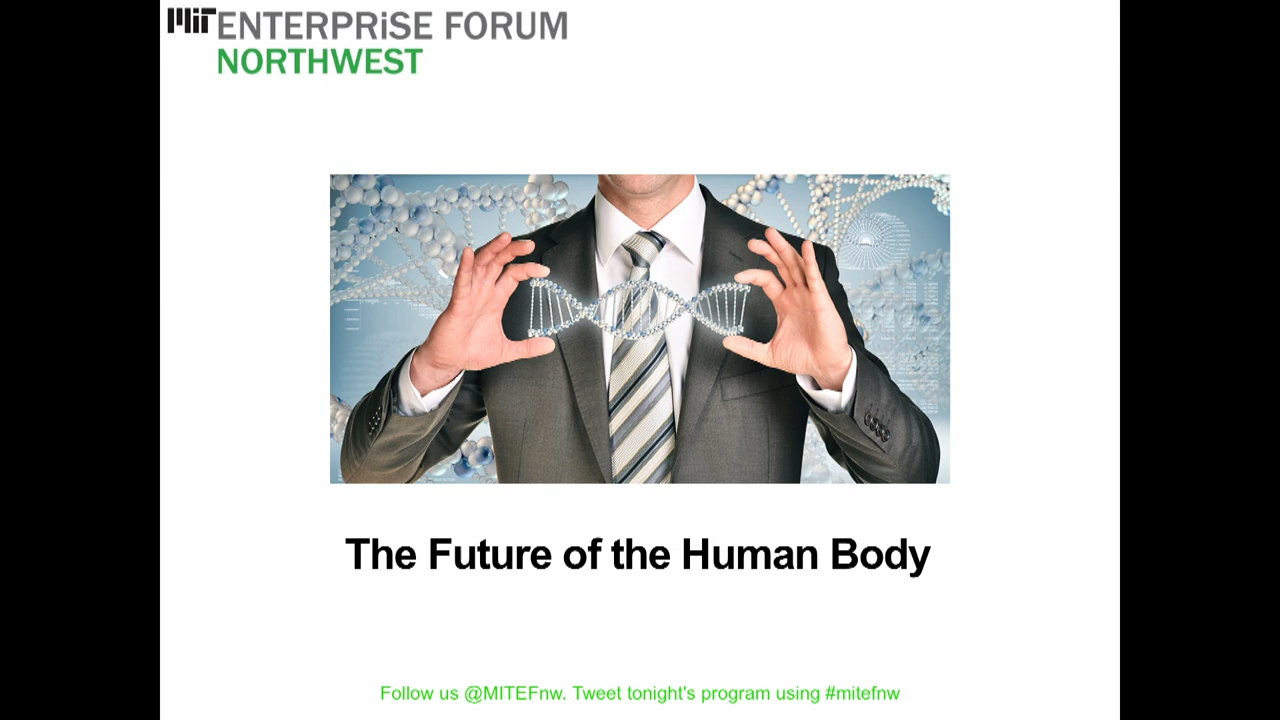 MIT ENTERPRiSE FORUM
NORTHWEST
The Future of the Human Body
Follow us @MITEFnw. Tweet tonight's program using #mitefnw